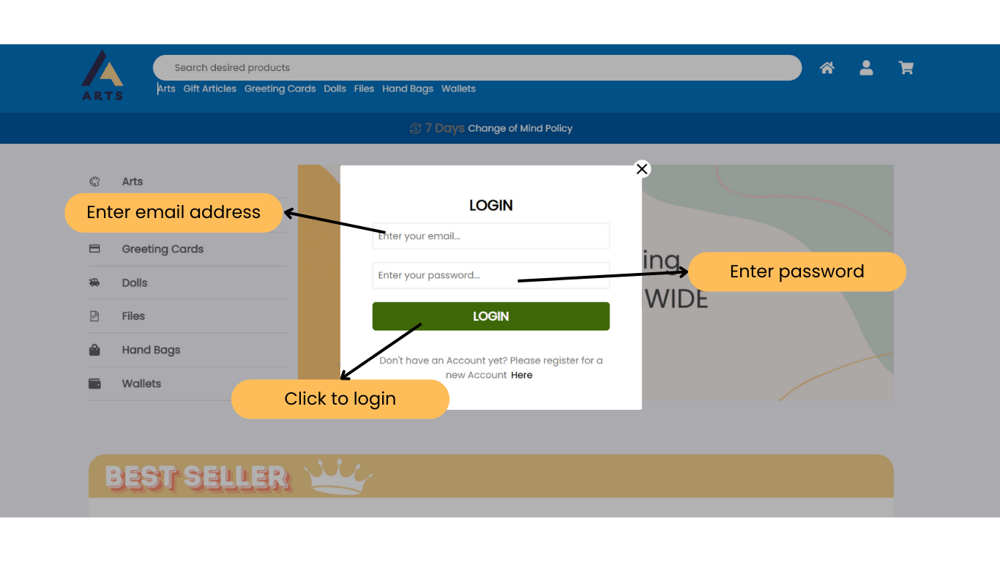 Search desired products
ARTS
Arts Gift Articles Greeting Cards Dolls Files Hand Bags Wallets
7 Days Change of Mind Policy
Arts
Enter email address
Greeting Cards
Dolls
Files
Hand Bags
Wallets
LOGIN
Enter your email...
Enter your password...
LOGIN
Don't have an Account yet? Please register for a
new Account Here
Click to login
ing
WIDE
Enter password
BEST SELLER